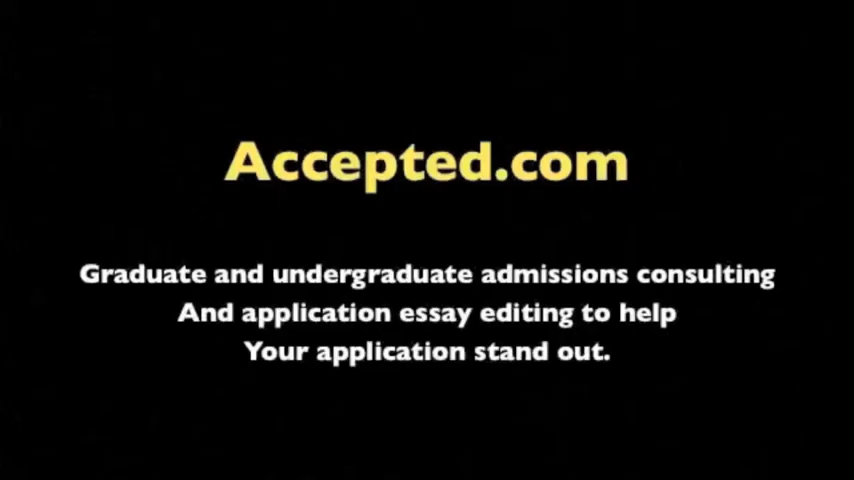 Accepted.com
Graduate and undergraduate admissions consulting
And application essay editing to help
Your application stand out.